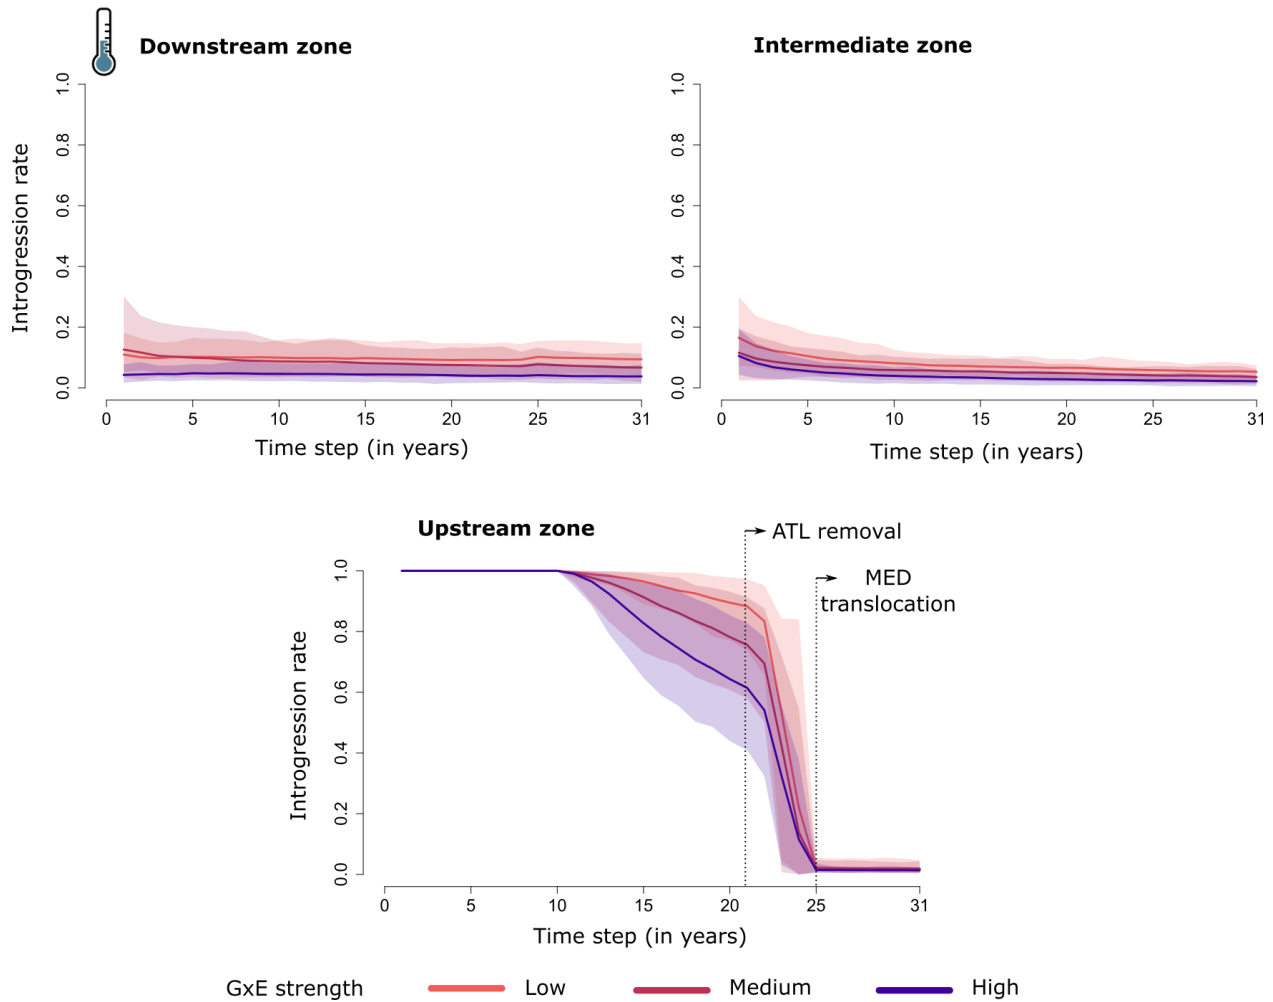 Downstream zone
Intermediate zone
Introgression rate
1.0
0.8
0.6
0.4
0.2
0.0
0 5 10 15 20 25 31
Time step (in years)
1.0
0.8
0.6
0.4
0.2
0.0
0 5 10 15 20 25 31
Time step (in years)
Upstream zone
ATL removal
MED
translocation
Introgression rate
1.0
0.8
0.6
0.4
0.2
0.0
0 5 10 15 20 25 31
Time step (in years)
GxE strength Low Medium High